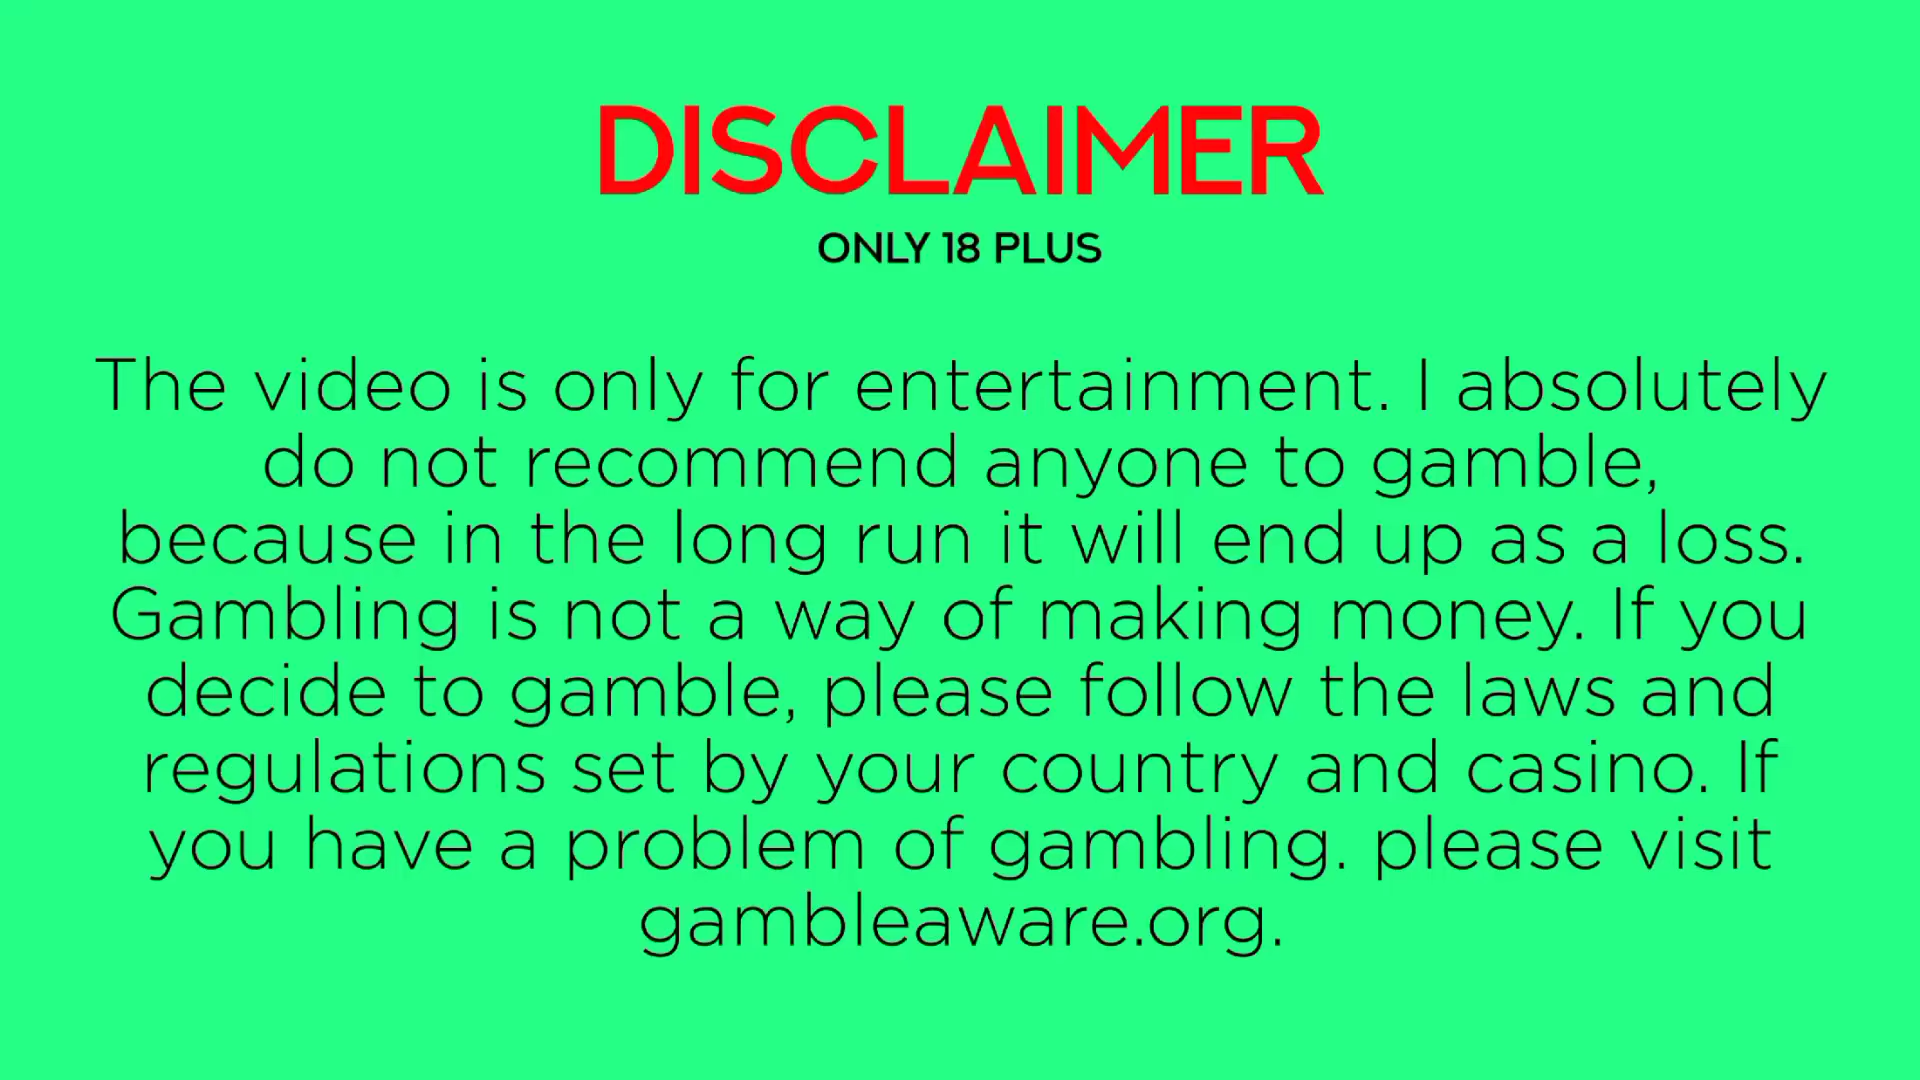 DISCLAIMER
ONLY 18 PLUS
The video is only for entertainment. I absolutely
do not recommend anyone to gamble,
because in the long run it will end up as a loss.
Gambling is not a way of making money. If you
decide to gamble, please follow the laws and
regulations set by your country and casino. If
you have a problem of gambling. please visit
gambleaware.org.